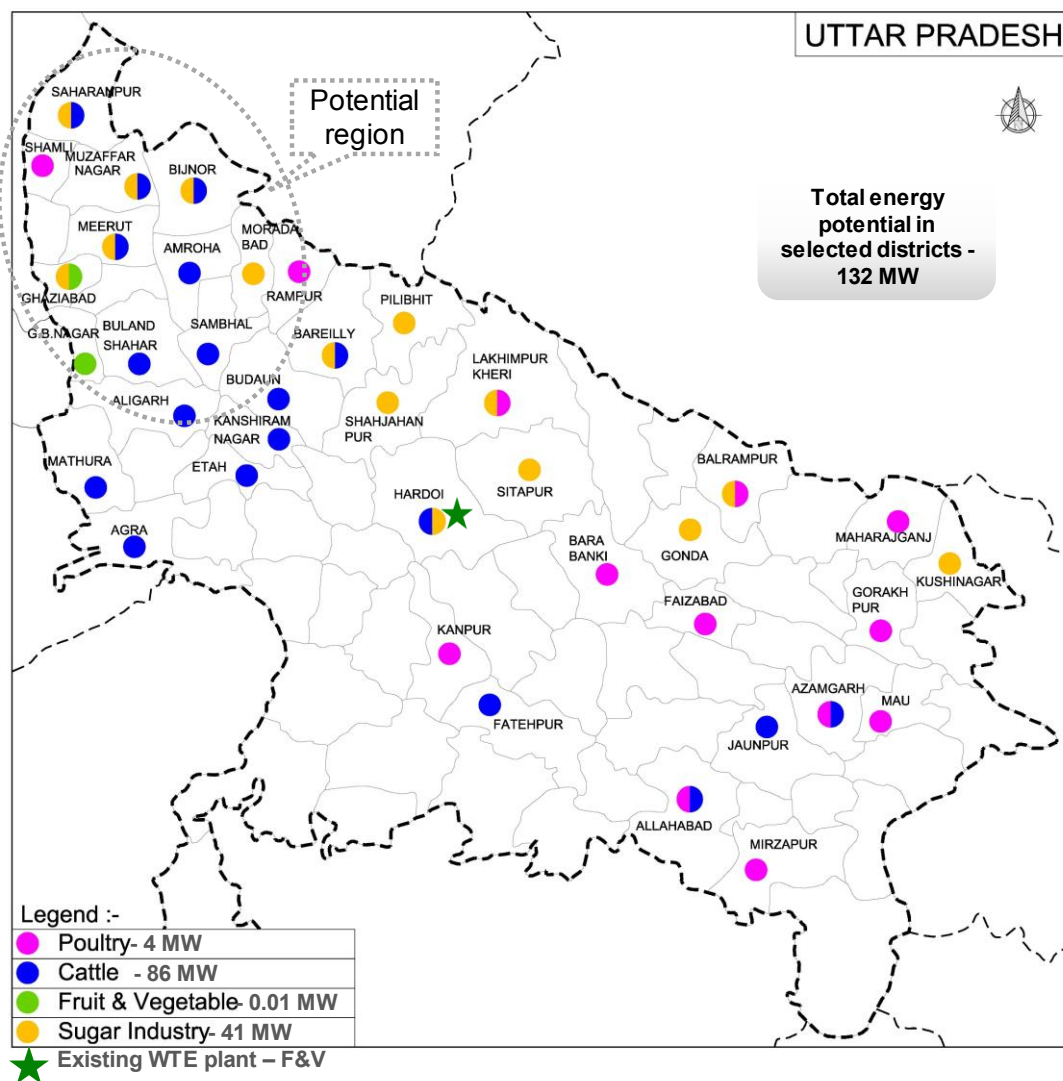 UTTAR PRADESH
Potential
region
Total energy
potential in
selected districts -
132 MW
SAHARANPUR
SHAMLI
MUZAFFAR
NAGAR
BIJNOR
MEERUT
AMROHA
MORADA
BAD
GHAZIABAD
RAMPUR
PILIBHIT
G.B.NAGAR
BULAND
SHAHAR
SAMBHAL
BAREILLY
LAKHIMPUR
KHERI
BUDAUN
ALIGARH
KANSHIRAM
NAGAR
SHAHJAHAN
PUR
MATHURA
ETAH
HARDOI
SITAPUR
BALRAMPUR
AGRA
BARA
BANKI
GONDA
MAHARAJGANJ
KUSHINAGAR
FAIZABAD
GORAKH
PUR
KANPUR
FATEHPUR
AZAMGARH
MAU
JAUNPUR
ALLAHABAD
MIRZAPUR
Legend :-
Poultry- 4 MW
Cattle - 86 MW
Fruit & Vegetable- 0.01 MW
Sugar Industry- 41 MW
Existing WTE plant – F&V